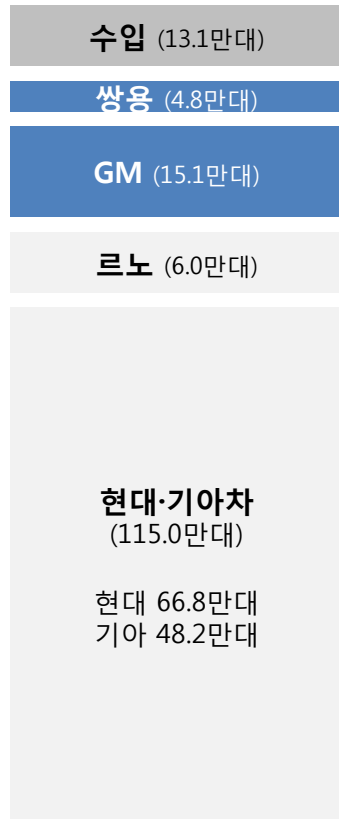 수입 (13.1만대)
쌍용 (4.8만대)
GM (15.1만대)
르노 (6.0만대)
현대·기아차
(115.0만대)
현대 66.8만대
기아 48.2만대